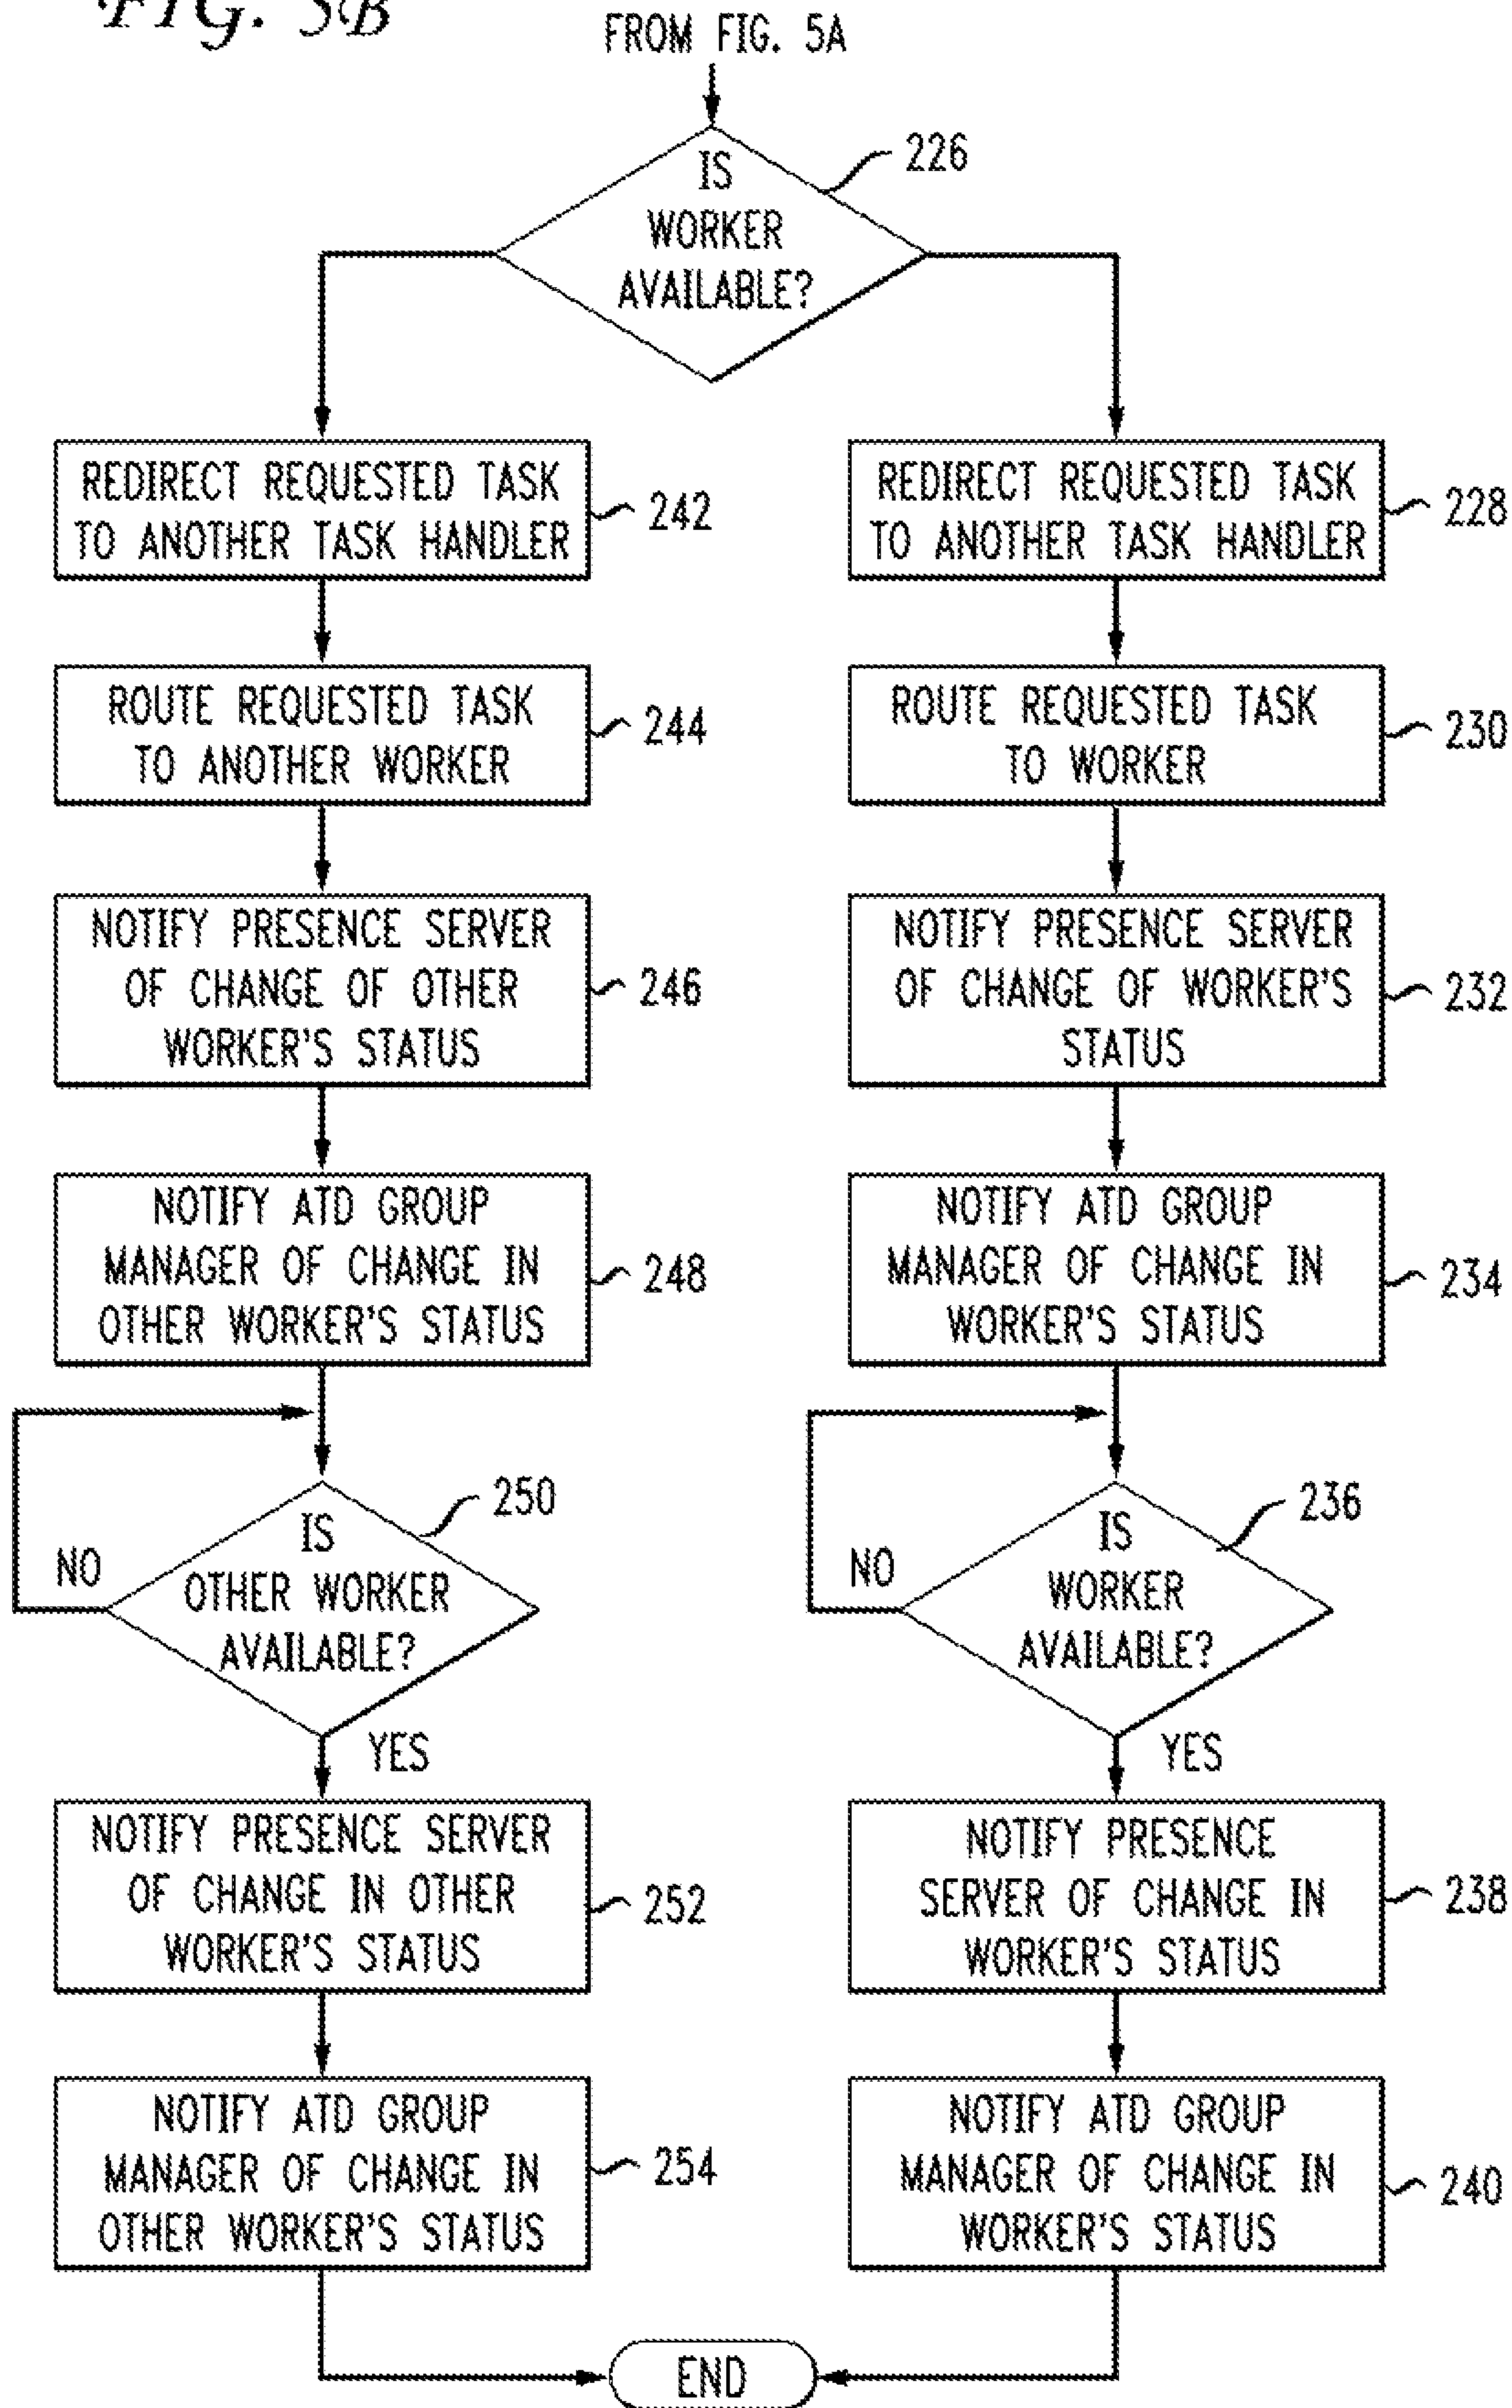 FIG. 5B
FROM FIG. 5A
IS
WORKER
AVAILABLE?
226
REDIRECT REQUESTED TASK
TO ANOTHER TASK HANDLER
242
ROUTE REQUESTED TASK
TO ANOTHER WORKER
244
NOTIFY PRESENCE SERVER
OF CHANGE OF OTHER
WORKER'S STATUS
246
NOTIFY ATD GROUP
MANAGER OF CHANGE IN
OTHER WORKER'S STATUS
248
IS
OTHER WORKER
AVAILABLE?
250
NO
YES
NOTIFY PRESENCE SERVER
OF CHANGE IN OTHER
WORKER'S STATUS
252
NOTIFY ATD GROUP
MANAGER OF CHANGE IN
OTHER WORKER'S STATUS
254
REDIRECT REQUESTED TASK
TO ANOTHER TASK HANDLER
228
ROUTE REQUESTED TASK
TO WORKER
230
NOTIFY PRESENCE SERVER
OF CHANGE OF WORKER'S
STATUS
232
NOTIFY ATD GROUP
MANAGER OF CHANGE IN
WORKER'S STATUS
234
IS
WORKER
AVAILABLE?
236
NO
YES
NOTIFY PRESENCE
SERVER OF CHANGE IN
WORKER'S STATUS
238
NOTIFY ATD GROUP
MANAGER OF CHANGE IN
WORKER'S STATUS
240
END